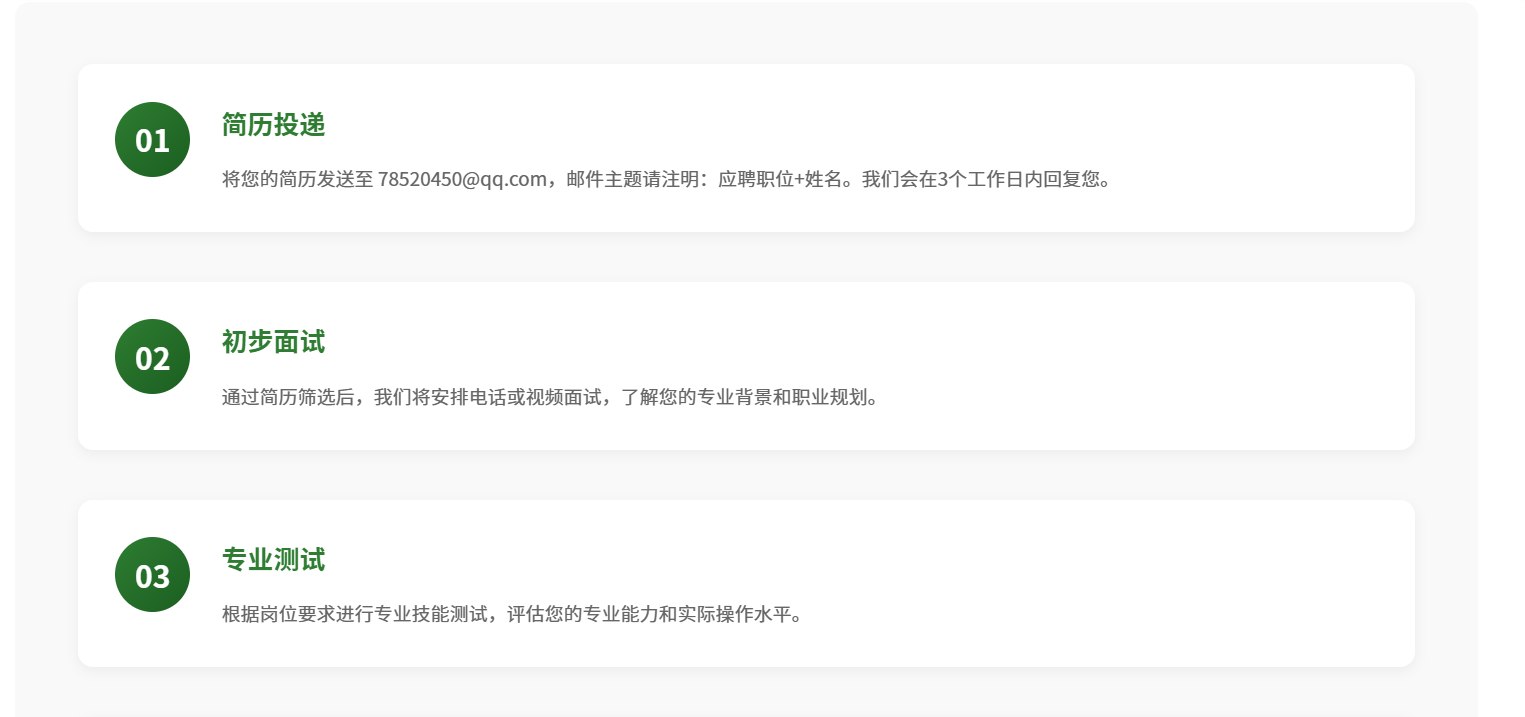 01
简历投递
将您的简历发送至 78520450@qq.com，邮件主题请注明：应聘职位+姓名。我们会在3个工作日内回复您。
02
初步面试
通过简历筛选后，我们将安排电话或视频面试，了解您的专业背景和职业规划。
03
专业测试
根据岗位要求进行专业技能测试，评估您的专业能力和实际操作水平。